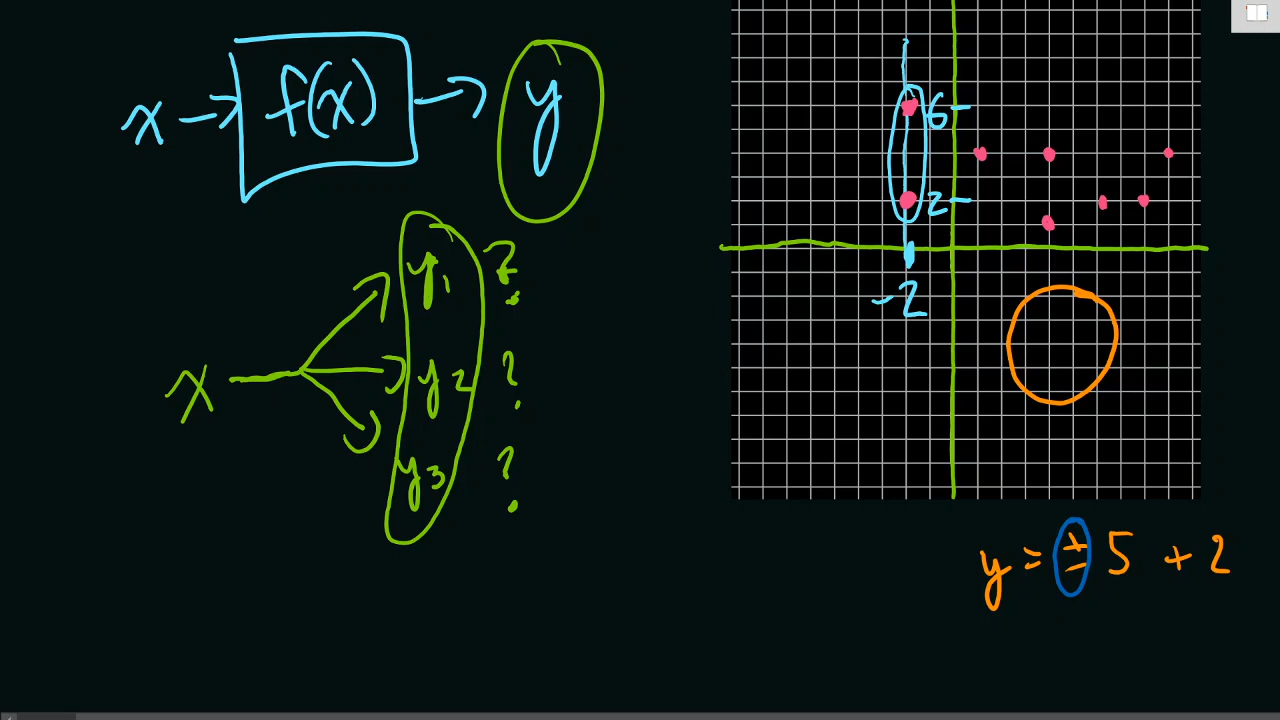 x → f(x) → y
y1 ?
x y2 ?
y3 ?
6
2
-2
y = ± 5 + 2